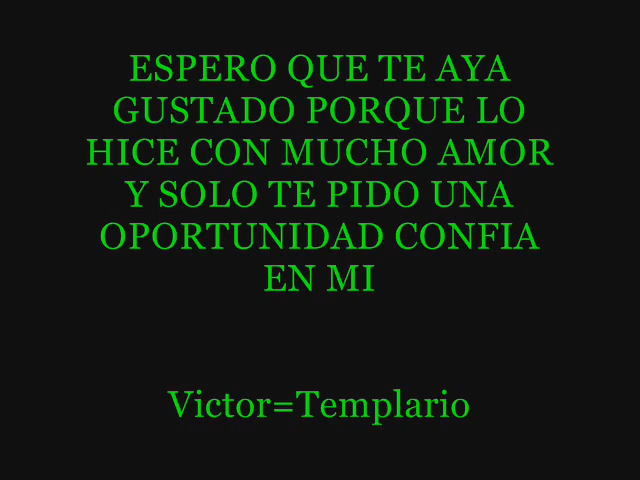 ESPERO QUE TE AYA
GUSTADO PORQUE LO
HICE CON MUCHO AMOR
Y SOLO TE PIDO UNA
OPORTUNIDAD CONFIA
EN MI
Victor=Templario